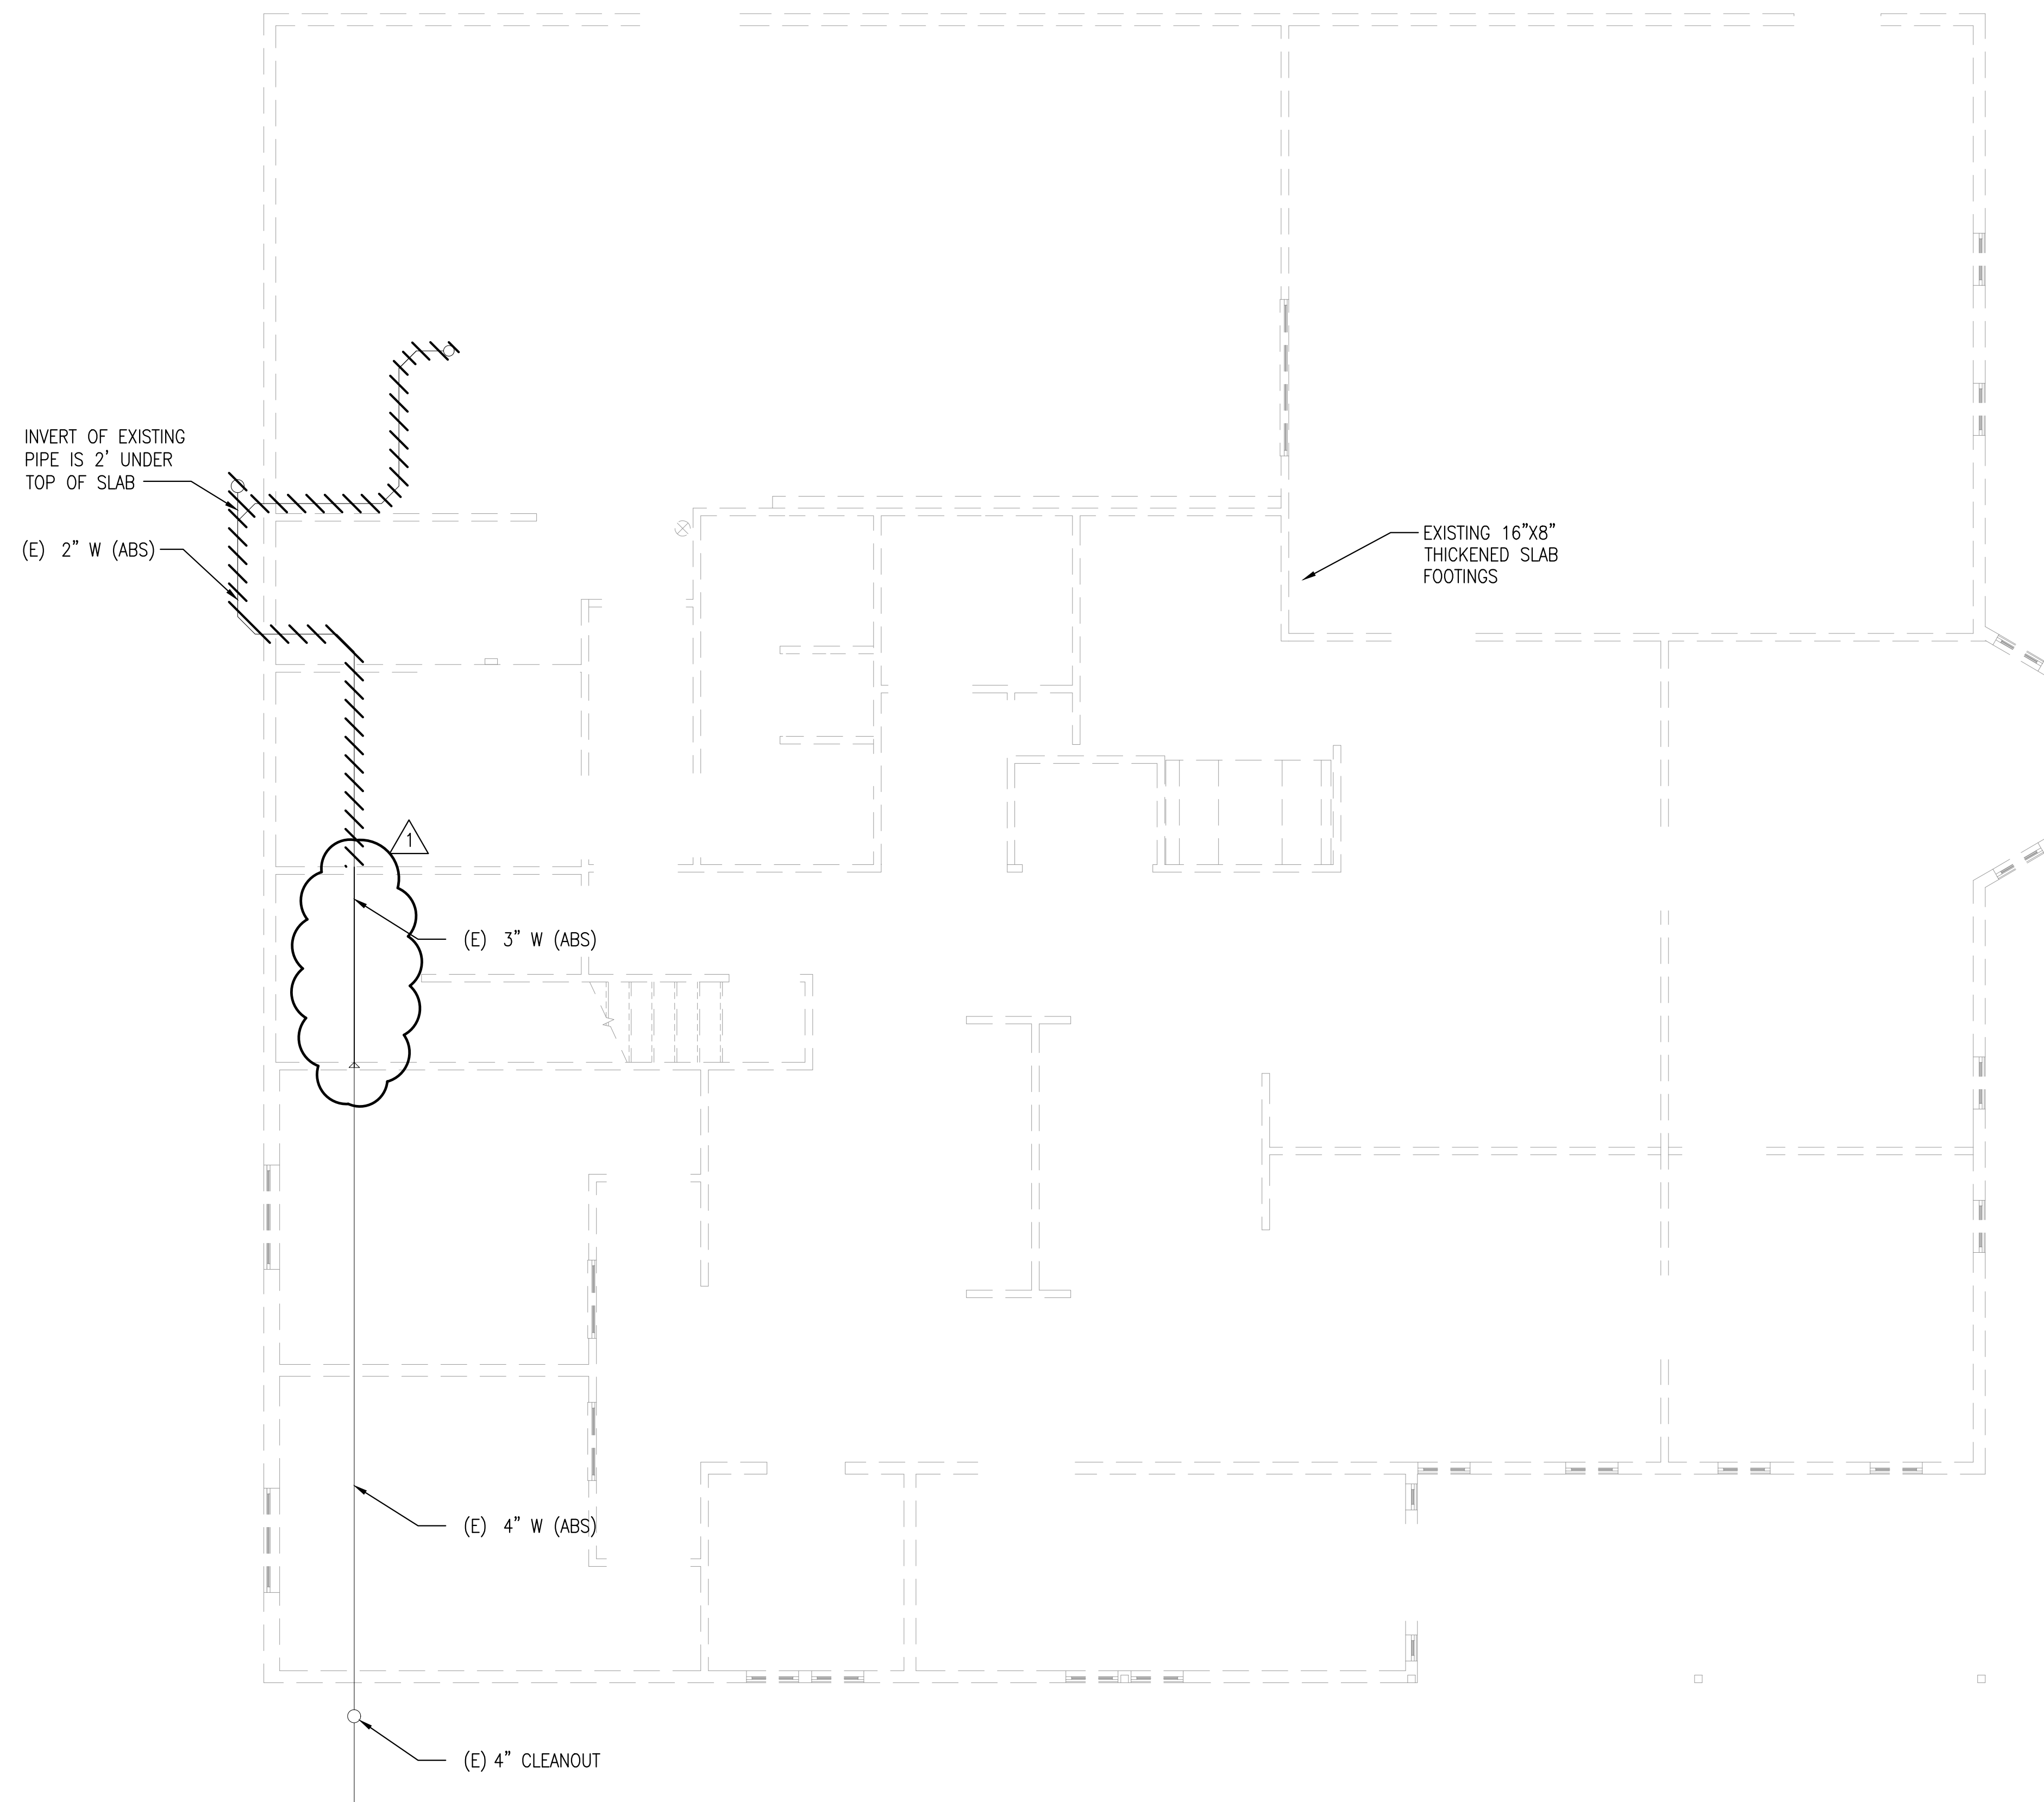 INVERT OF EXISTING
PIPE IS 2' UNDER
TOP OF SLAB
(E) 2" W (ABS)
EXISTING 16"X8"
THICKENED SLAB
FOOTINGS
1
(E) 3" W (ABS)
(E) 4" W (ABS)
(E) 4" CLEANOUT